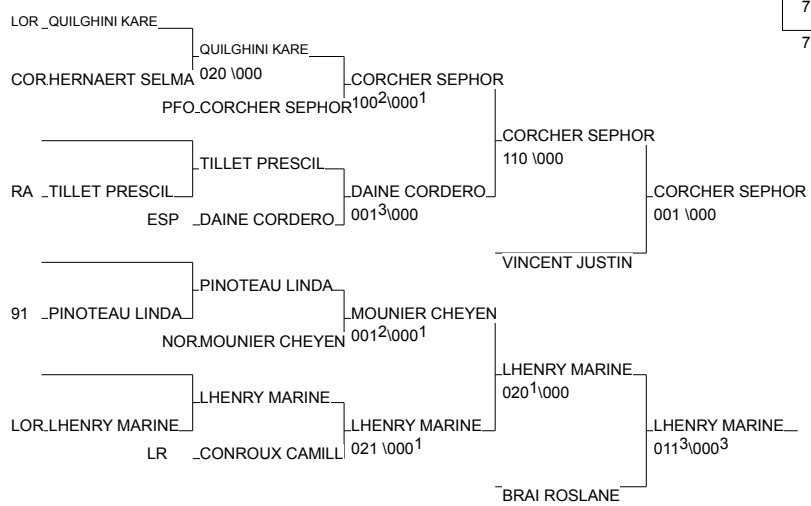 7
LOR QUILGHINI KARE
7
QUILGHINI KARE
COR HERNAERT SELMA 020 \000
CORCHER SEPHOR
PFO CORCHER SEPHOR 100² \000¹
CORCHER SEPHOR
110 \000
TILLET PRESCIL
RA TILLET PRESCIL
DAINE CORDERO
CORCHER SEPHOR
ESP DAINE CORDERO
001³\000
001 \000
VINCENT JUSTIN
PINOTEAU LINDA
91 PINOTEAU LINDA
MOUNIER CHEYEN
NOR MOUNIER CHEYEN
001²\000¹
LHENRY MARINE
020¹\000
LHENRY MARINE
LOR LHENRY MARINE
LHENRY MARINE
LHENRY MARINE
LR CONROUX CAMILL
021 \000¹
011³\000³
BRAI ROSLANE